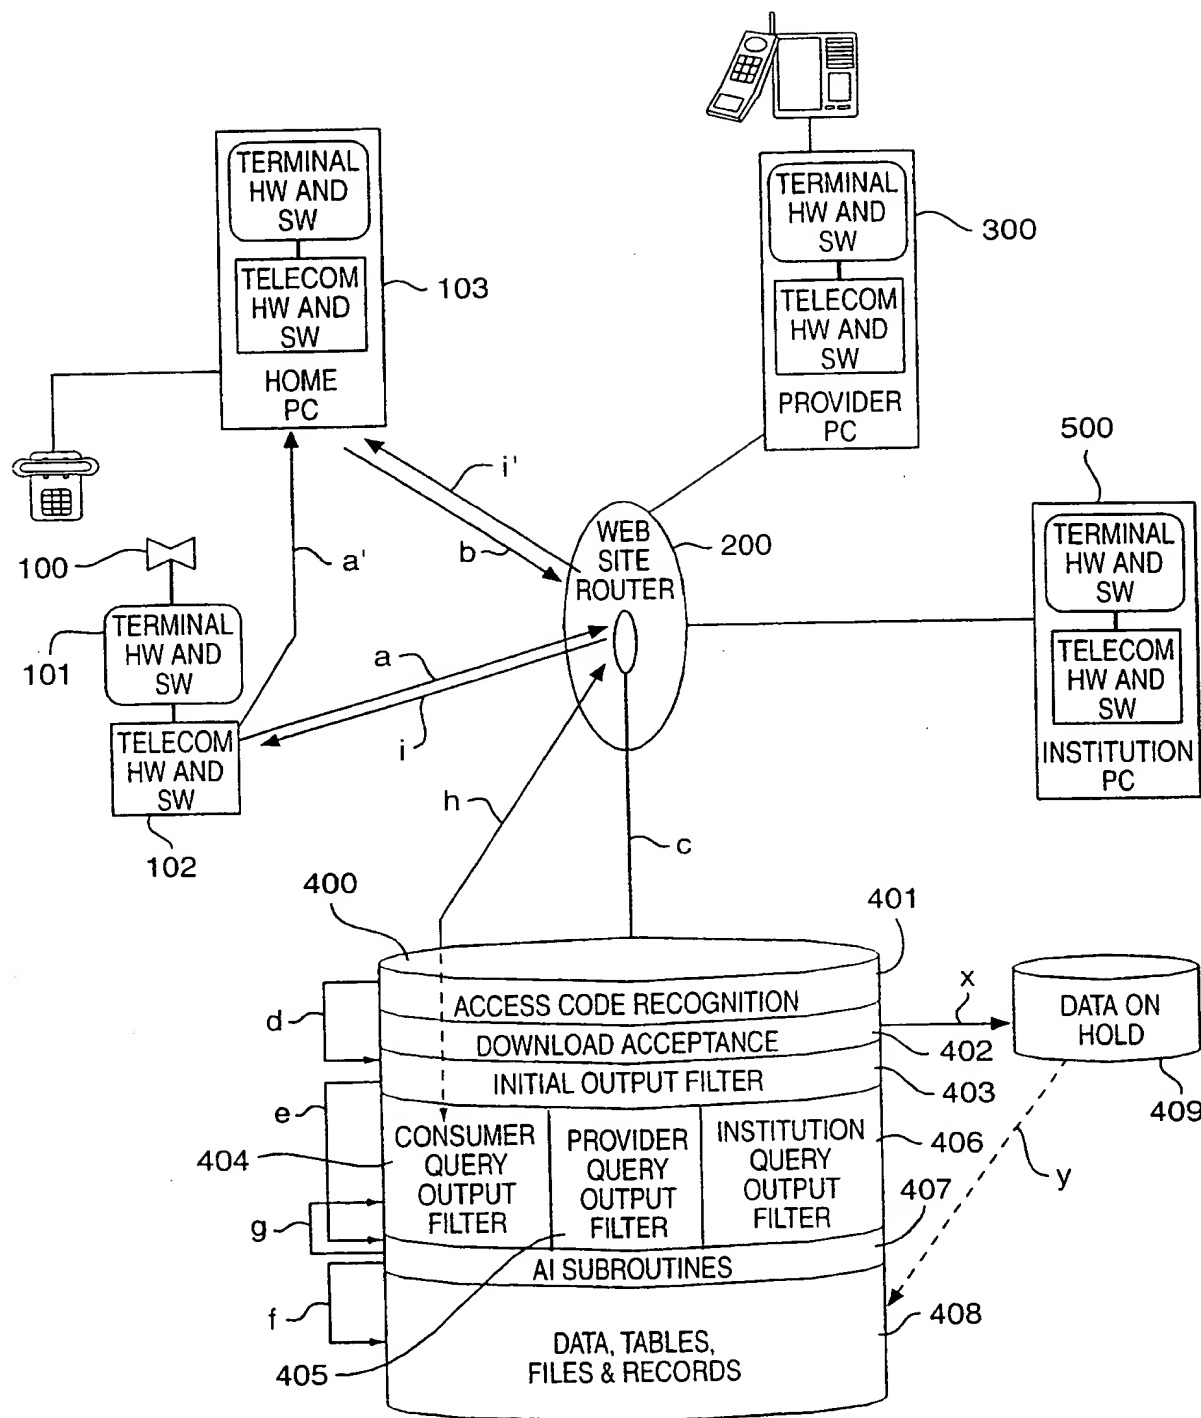 TERMINAL
HW AND
SW
TELECOM
HW AND
SW
HOME
PC
103
TERMINAL
HW AND
SW
TELECOM
HW AND
SW
PROVIDER
PC
300
500
TERMINAL
HW AND
SW
TELECOM
HW AND
SW
INSTITUTION
PC
WEB
SITE
ROUTER
200
i'
b
a'
100
101
TERMINAL
HW AND
SW
TELECOM
HW AND
SW
102
a
i
h
c
400
401
ACCESS CODE RECOGNITION
d
DOWNLOAD ACCEPTANCE
402
INITIAL OUTPUT FILTER
403
x
DATA ON
HOLD
409
e
404
CONSUMER
QUERY
OUTPUT
FILTER
PROVIDER
QUERY
OUTPUT
FILTER
INSTITUTION
QUERY
OUTPUT
FILTER
406
407
y
g
AI SUBROUTINES
f
405
DATA, TABLES,
FILES & RECORDS
408